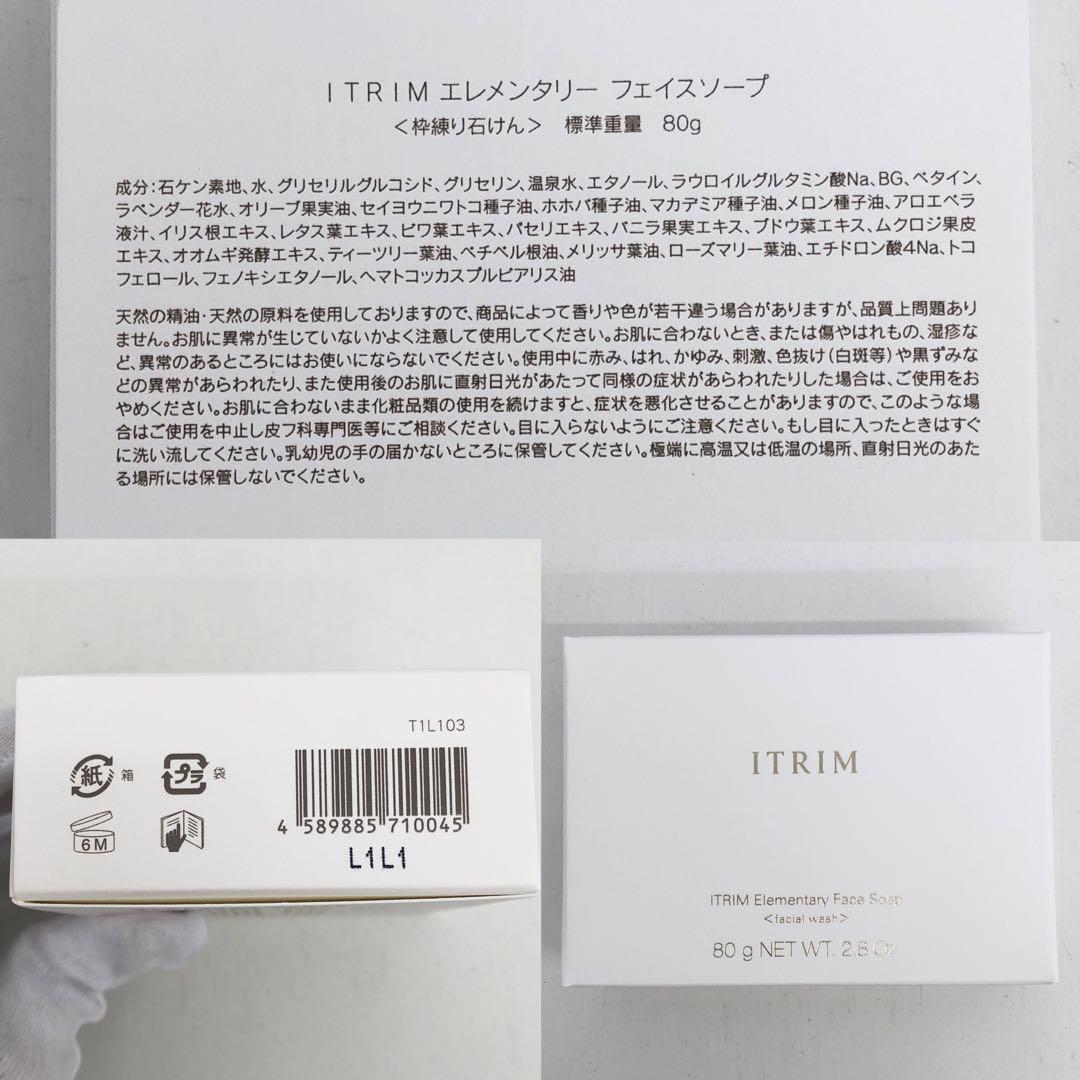 ITRIM エレメンタリー フェイスソープ
＜枠練り石けん＞ 標準重量 80g
成分：石ケン素地、水、グリセリルグルコシド、グリセリン、温泉水、エタノール、ラウロイルグルタミン酸Na、BG、ベタイン、
ラベンダー花水、オリーブ果実油、セイヨウニワトコ種子油、ホホバ種子油、マカデミア種子油、メロン種子油、アロエベラ
液汁、イリス根エキス、レタス葉エキス、ビワ葉エキス、パセリエキス、バニラ果実エキス、ブドウ葉エキス、ムクロジ果皮
エキス、オオムギ発酵エキス、ティーツリー葉油、ベチベル根油、メリッサ葉油、ローズマリー葉油、エチドロン酸4Na、トコ
フェロール、フェノキシエタノール、ヘマトコッカスプルビアリス油
天然の精油・天然の原料を使用しておりますので、商品によって香りや色が若干違う場合がありますが、品質上問題あり
ません。お肌に異常が生じていないかよく注意して使用してください。お肌に合わないとき、または傷やはれもの、湿疹な
ど、異常のあるところにはお使いにならないでください。使用中に赤み、はれ、かゆみ、刺激、色抜け（白斑等）や黒ずみな
どの異常があらわれたり、また使用後のお肌に直射日光があたって同様の症状があらわれたりした場合は、ご使用をお
やめください。お肌に合わないまま化粧品類の使用を続けますと、症状を悪化させることがありますので、このような場
合はご使用を中止し皮フ科専門医等にご相談ください。目に入らないようにご注意ください。もし目に入ったときはすぐ
に洗い流してください。乳幼児の手の届かないところに保管してください。極端に高温又は低温の場所、直射日光のあた
る場所には保管しないでください。
T1L103
紙 箱 プラ 袋
6M
4 589885 710045
L1L1
ITRIM
ITRIM Elementary Face Soap
<facial wash>
80 g NET WT. 2.8 Oz.